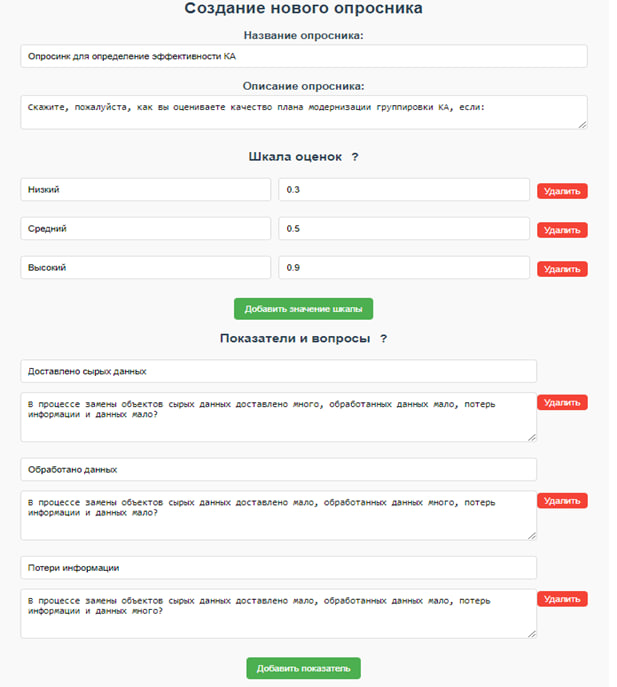 Создание нового опросника
Название опросника:
Опросинк для определение эффективности КА
Описание опросника:
Скажите, пожалуйста, как вы оцениваете качество плана модернизации группировки КА, если:
Шкала оценок ?
Низкий 0.3 Удалить
Средний 0.5 Удалить
Высокий 0.9 Удалить
Добавить значение шкалы
Показатели и вопросы ?
Доставлено сырых данных
В процессе замены объектов сырых данных доставлено много, обработанных данных мало, потерь Удалить
информации и данных мало?
Обработано данных
В процессе замены объектов сырых данных доставлено мало, обработанных данных много, потерь Удалить
информации и данных мало?
Потери информации
В процессе замены объектов сырых данных доставлено мало, обработанных данных мало, потерь Удалить
информации и данных много?
Добавить показатель